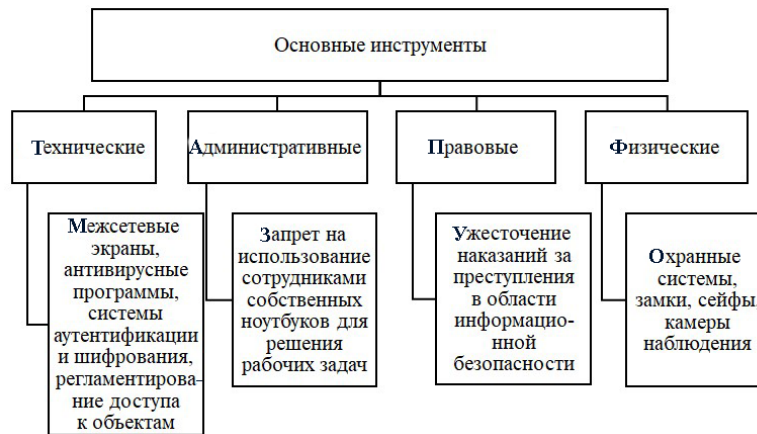 Основные инструменты
Технические
Административные
Правовые
Физические
Межсетевые
экраны,
антивирусные
программы,
системы
аутентификации
и шифрования,
регламентирова-
ние доступа
к объектам
Запрет на
использование
сотрудниками
собственных
ноутбуков для
решения
рабочих задач
Ужесточение
наказаний за
преступления
в области
информацио-
нной
безопасности
Охранные
системы,
замки, сейфы,
камеры
наблюдения